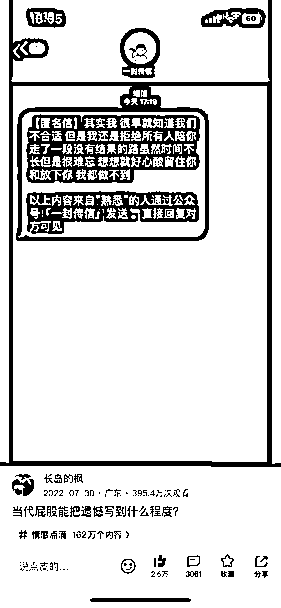 60
一封待信
短信
今天 17:19
【匿名信】其实我 很早就知道我们
不合适 但是我还是拒绝所有人陪你
走了一段没有结果的路虽然时间不
长但是很难忘 想想就好心酸留住你
和放下你 我都做不到
以上内容来自“熟悉”的人通过公众
号:「一封待信」发送、直接回复对
方可见
长岛的枫
2022-07-30 · 广东 · 395.4万次观看
当代屁股能把遗憾写到什么程度?
# 情感点滴 162万个内容 >
说点真的...
2.6万
3061
收藏
分享